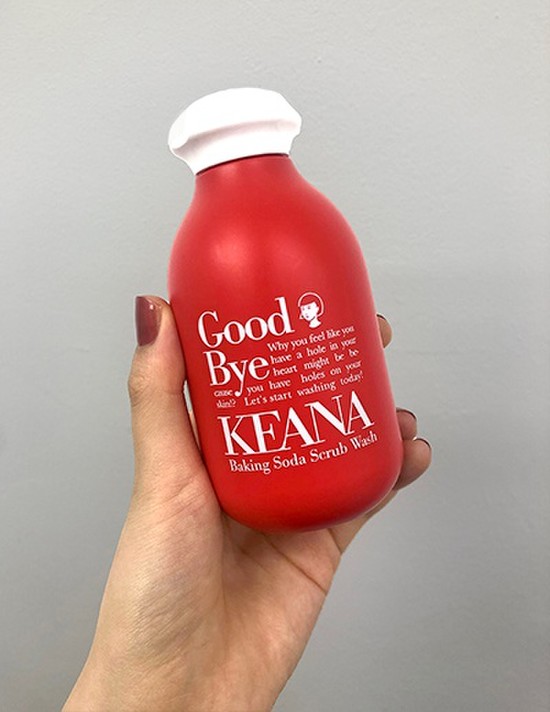 Good
Bye
Why you feel like you
have a hole in your
heart might be be-
cause you have holes on your
skin!? Let's start washing today!
KEANA
Baking Soda Scrub Wash